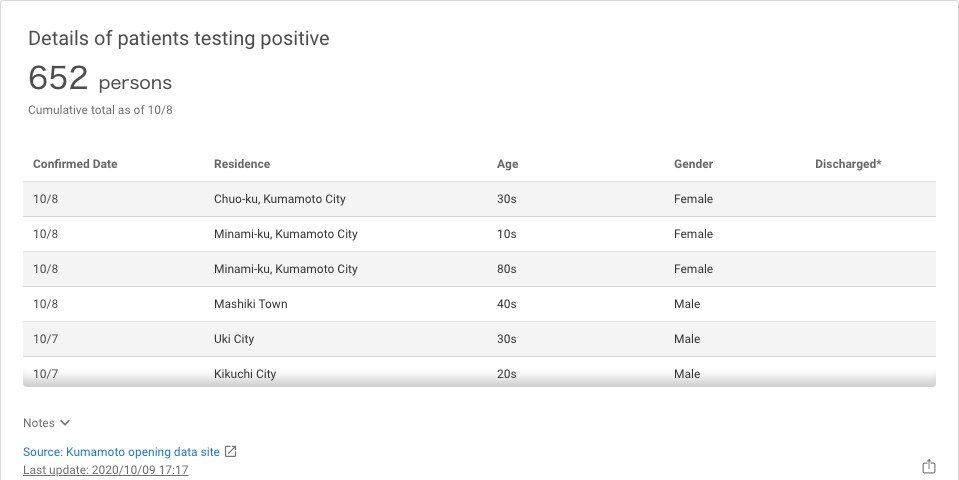 Details of patients testing positive
652 persons
Cumulative total as of 10/8
Confirmed Date Residence Age Gender Discharged*
10/8 Chuo-ku, Kumamoto City 30s Female
10/8 Minami-ku, Kumamoto City 10s Female
10/8 Minami-ku, Kumamoto City 80s Female
10/8 Mashiki Town 40s Male
10/7 Uki City 30s Male
10/7 Kikuchi City 20s Male
Notes
Source: Kumamoto opening data site
Last update: 2020/10/09 17:17